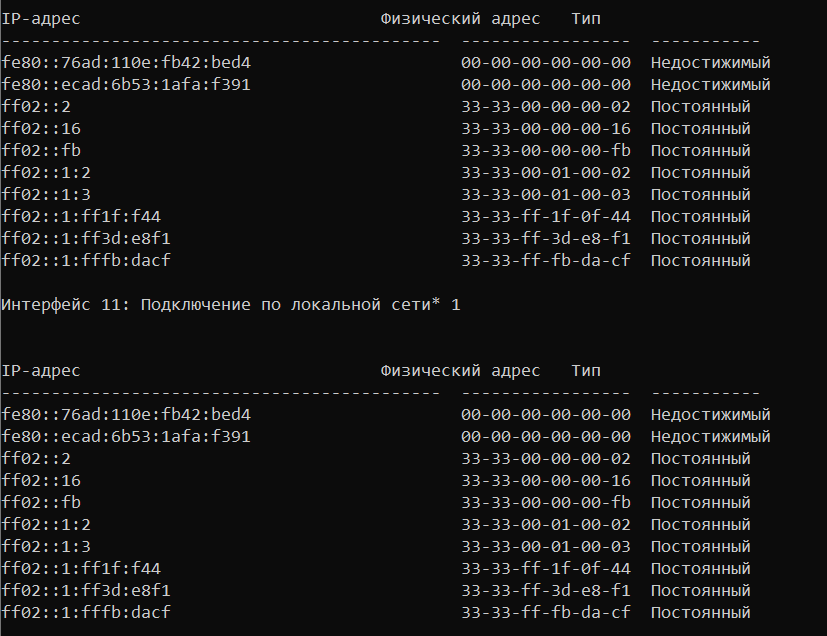 IP-адрес                                      Физический адрес   Тип
--------------------------------------------  -----------------  -----------
fe80::76ad:110e:fb42:bed4                     00-00-00-00-00-00  Недостижимый
fe80::ecad:6b53:1afa:f391                     00-00-00-00-00-00  Недостижимый
ff02::2                                       33-33-00-00-00-02  Постоянный
ff02::16                                      33-33-00-00-00-16  Постоянный
ff02::fb                                      33-33-00-00-00-fb  Постоянный
ff02::1:2                                     33-33-00-01-00-02  Постоянный
ff02::1:3                                     33-33-00-01-00-03  Постоянный
ff02::1:ff1f:f44                              33-33-ff-1f-0f-44  Постоянный
ff02::1:ff3d:e8f1                             33-33-ff-3d-e8-f1  Постоянный
ff02::1:fffb:dacf                             33-33-ff-fb-da-cf  Постоянный
Интерфейс 11: Подключение по локальной сети* 1
IP-адрес                                      Физический адрес   Тип
--------------------------------------------  -----------------  -----------
fe80::76ad:110e:fb42:bed4                     00-00-00-00-00-00  Недостижимый
fe80::ecad:6b53:1afa:f391                     00-00-00-00-00-00  Недостижимый
ff02::2                                       33-33-00-00-00-02  Постоянный
ff02::16                                      33-33-00-00-00-16  Постоянный
ff02::fb                                      33-33-00-00-00-fb  Постоянный
ff02::1:2                                     33-33-00-01-00-02  Постоянный
ff02::1:3                                     33-33-00-01-00-03  Постоянный
ff02::1:ff1f:f44                              33-33-ff-1f-0f-44  Постоянный
ff02::1:ff3d:e8f1                             33-33-ff-3d-e8-f1  Постоянный
ff02::1:fffb:dacf                             33-33-ff-fb-da-cf  Постоянный